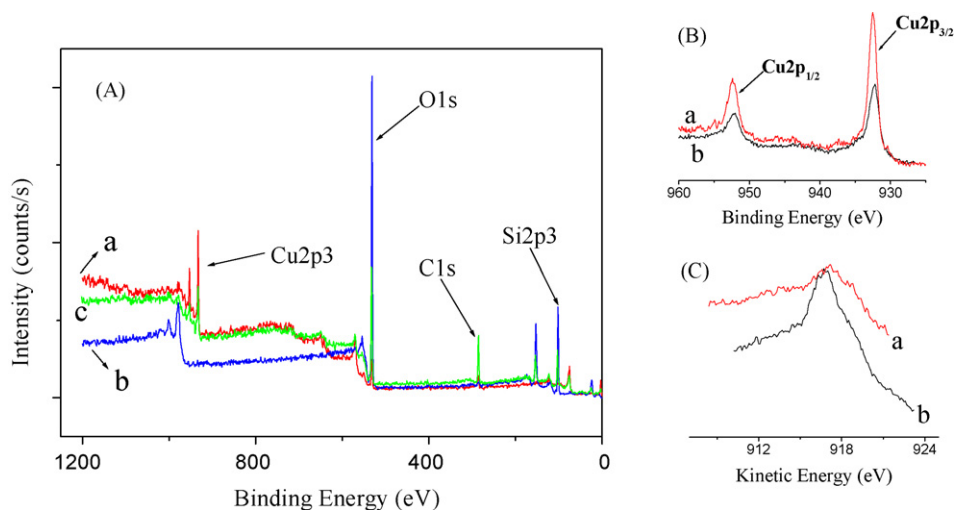 (A)
O1s
Cu2p3
C1s
Si2p3
a
c
b
Intensity (counts/s)
1200 800 400 0
Binding Energy (eV)
(B)
Cu2p3/2
Cu2p1/2
a
b
960 950 940 930
Binding Energy (eV)
(C)
a
b
912 918 924
Kinetic Energy (eV)